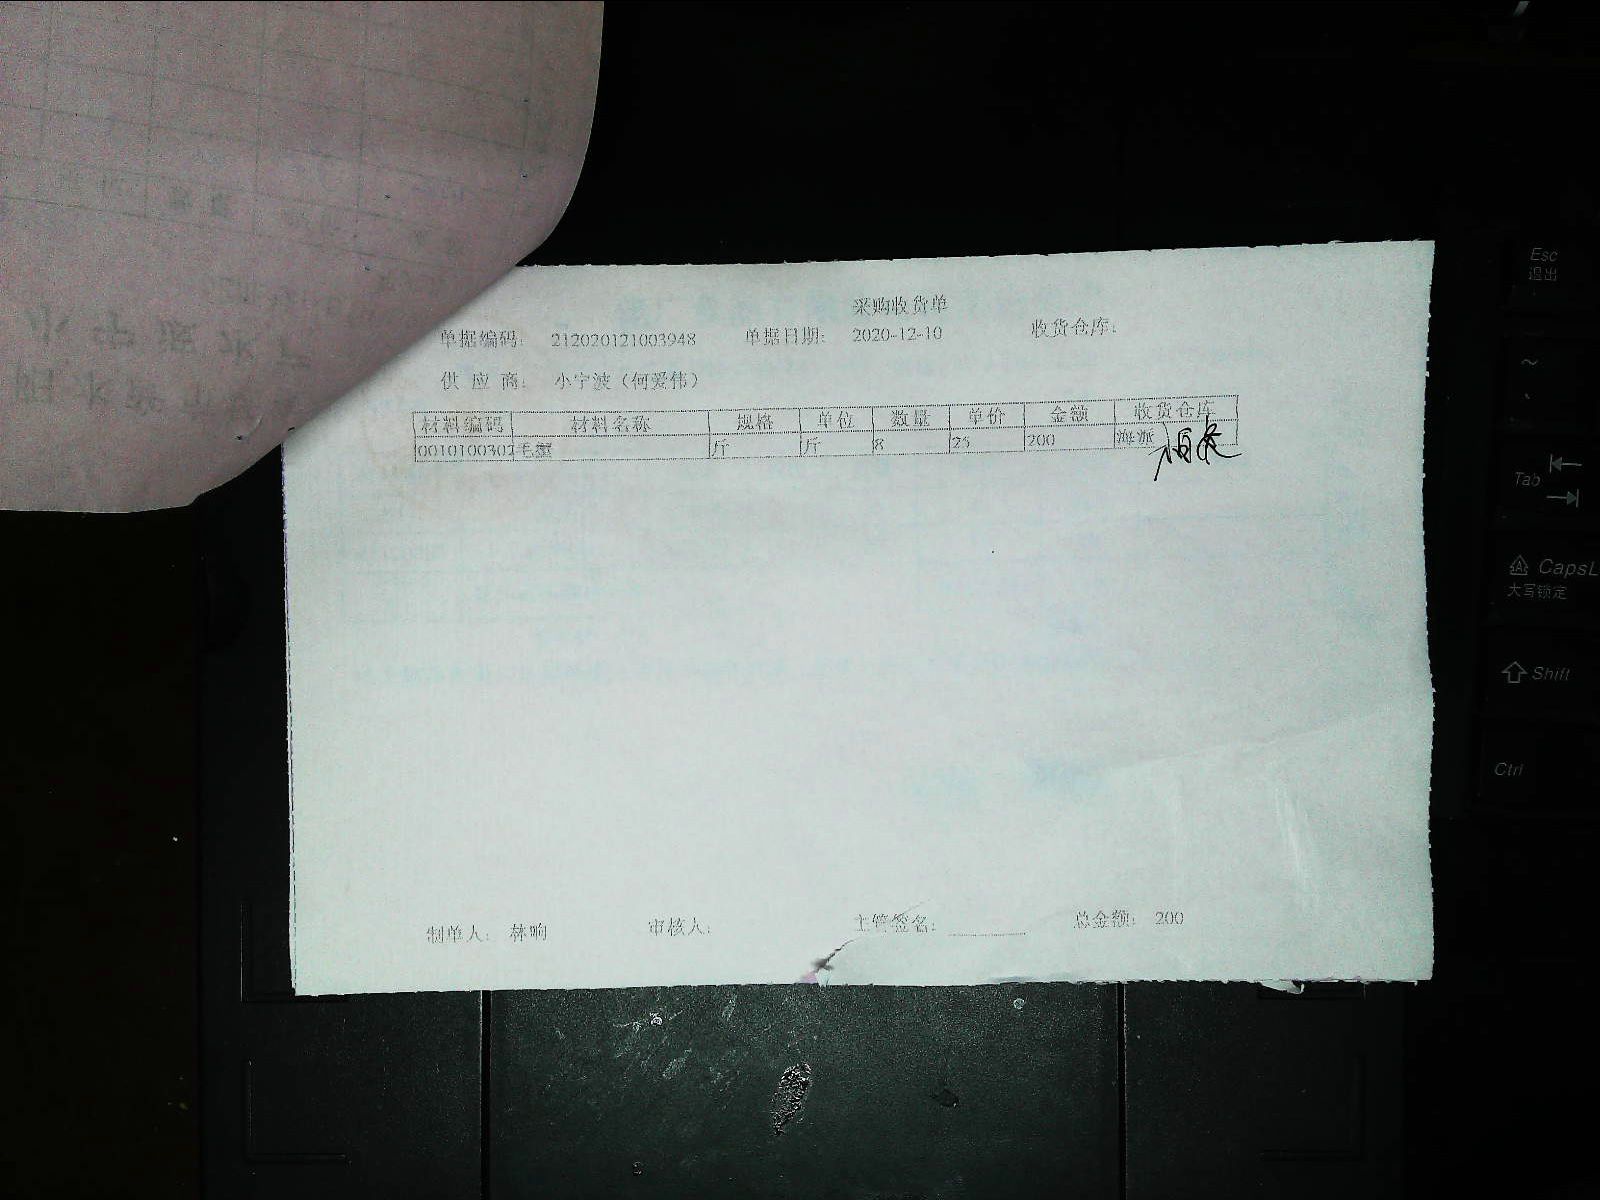 采购收货单
单据编码： 212020121003948 单据日期： 2020-12-10 收货仓库：
供 应 商： 小宁波（何爱伟）
材料编码 材料名称 规格 单位 数量 单价 金额 收货仓库
0010100302 毛蟹 斤 斤 8 25 200 海派
制单人： 林响 审核人： 主管签名： 总金额： 200
Esc
退出
~
Tab
CapsL
大写锁定
Shift
Ctrl